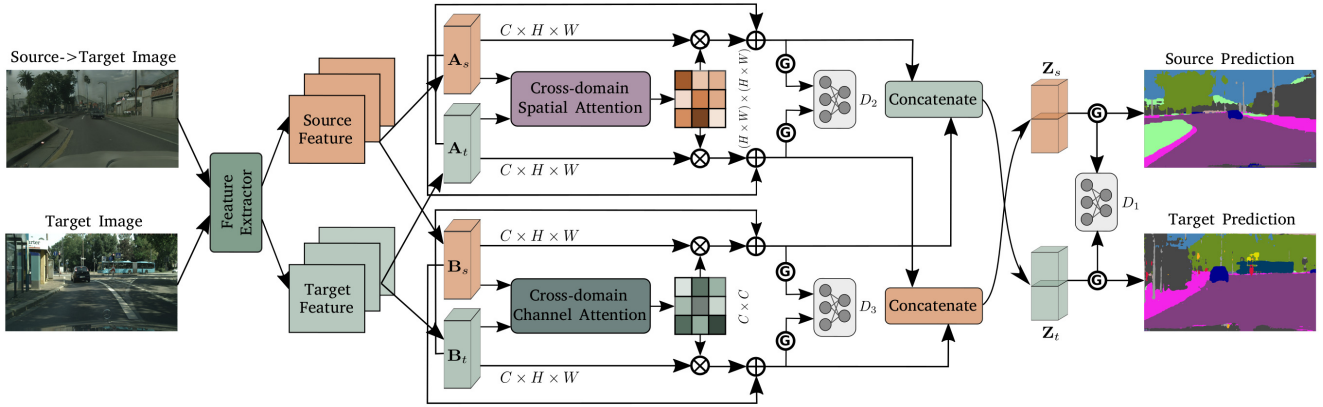 Source->Target Image
Target Image
Feature
Extractor
Source
Feature
Target
Feature
A_s
A_t
C × H × W
C × H × W
Cross-domain
Spatial Attention
(H×W)×(H×W)
G
G
D_2
Concatenate
B_s
B_t
C × H × W
C × H × W
Cross-domain
Channel Attention
C × C
G
G
D_3
Concatenate
Z_s
Z_t
G
G
D_1
Source Prediction
Target Prediction